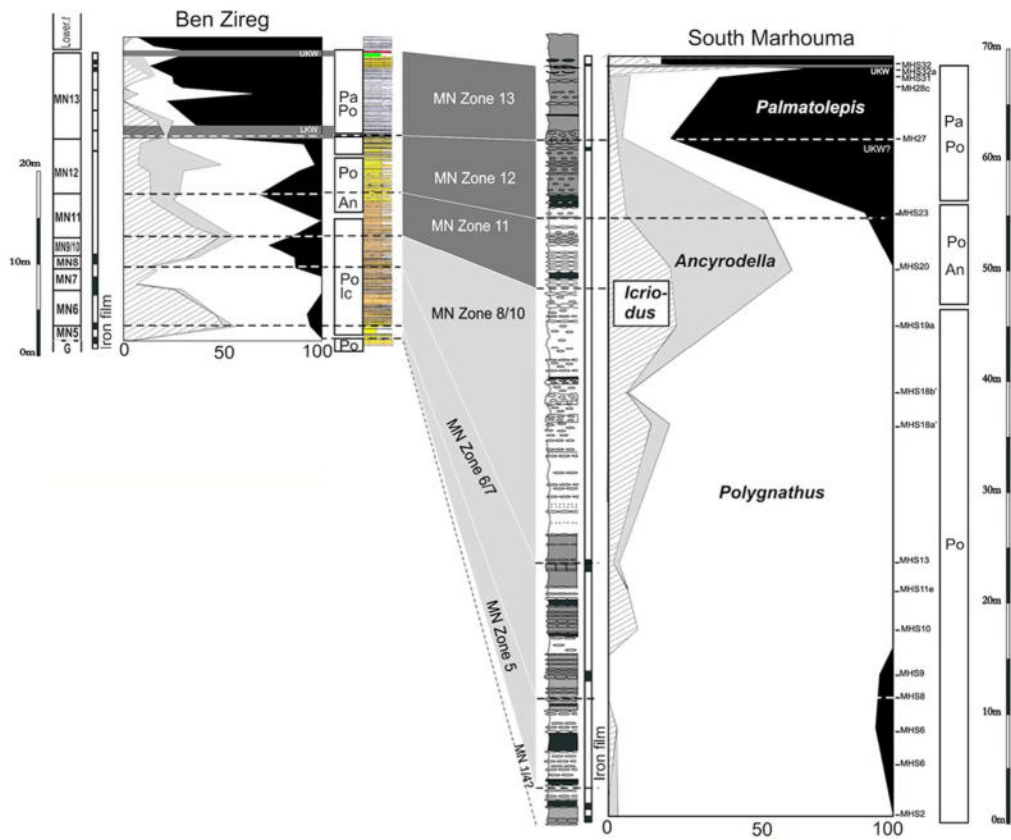 Ben Zireg
South Marhouma
Lower.t
MN13
MN12
MN11
MN9/10
MN8
MN7
MN6
MN5
G
20m
10m
0m
Iron film
UKW
LKW
0
50
100
Pa
Po
Po
An
Po
Ic
Po
MN Zone 13
MN Zone 12
MN Zone 11
MN Zone 8/10
MN Zone 6/7
MN Zone 5
MN 1/4?
Iron film
UKW
Palmatolepis
UKW?
Ancyrodella
Icrio-
dus
Polygnathus
0
50
100
MHS32
MHS32a
MHS31
MH28c
MH27
MHS23
MHS20
MHS19a
MHS18b'
MHS18a'
MHS13
MHS11e
MHS10
MHS9
MHS8
MHS6
MHS6
MHS2
Pa
Po
Po
An
Po
70m
60m
50m
40m
30m
20m
10m
0m